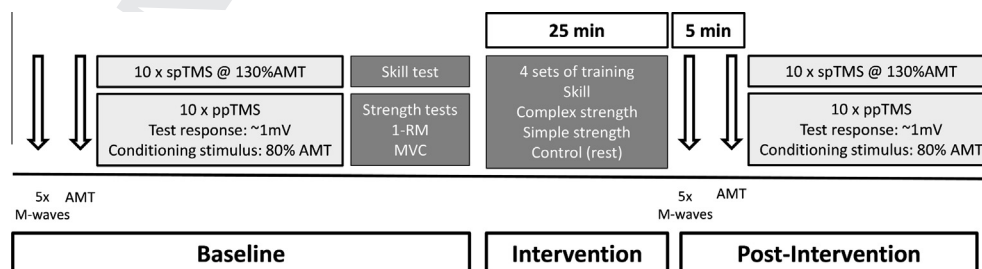 25 min
5 min
10 x spTMS @ 130%AMT
10 x ppTMS
Test response: ~1mV
Conditioning stimulus: 80% AMT
Skill test
Strength tests
1-RM
MVC
4 sets of training
Skill
Complex strength
Simple strength
Control (rest)
10 x spTMS @ 130%AMT
10 x ppTMS
Test response: ~1mV
Conditioning stimulus: 80% AMT
5x
M-waves
AMT
5x
M-waves
AMT
Baseline
Intervention
Post-Intervention